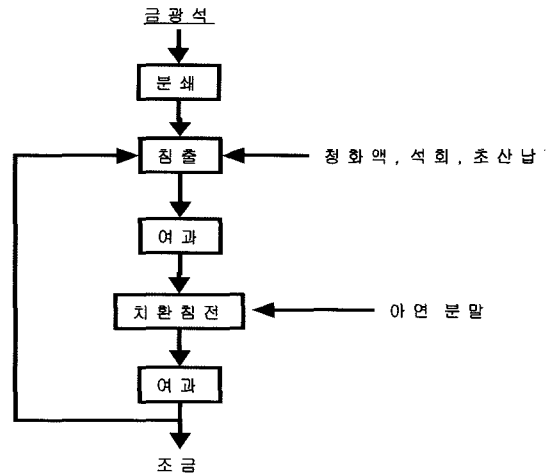 금광석
분쇄
침출
청화액, 석회, 초산납
여과
치환침전
아연 분말
여과
조금